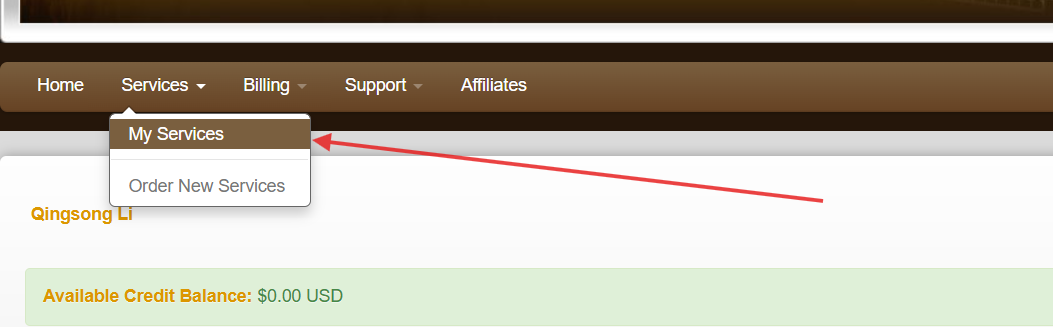 Home Services Billing Support Affiliates
My Services
Order New Services
Qingsong Li
Available Credit Balance: $0.00 USD